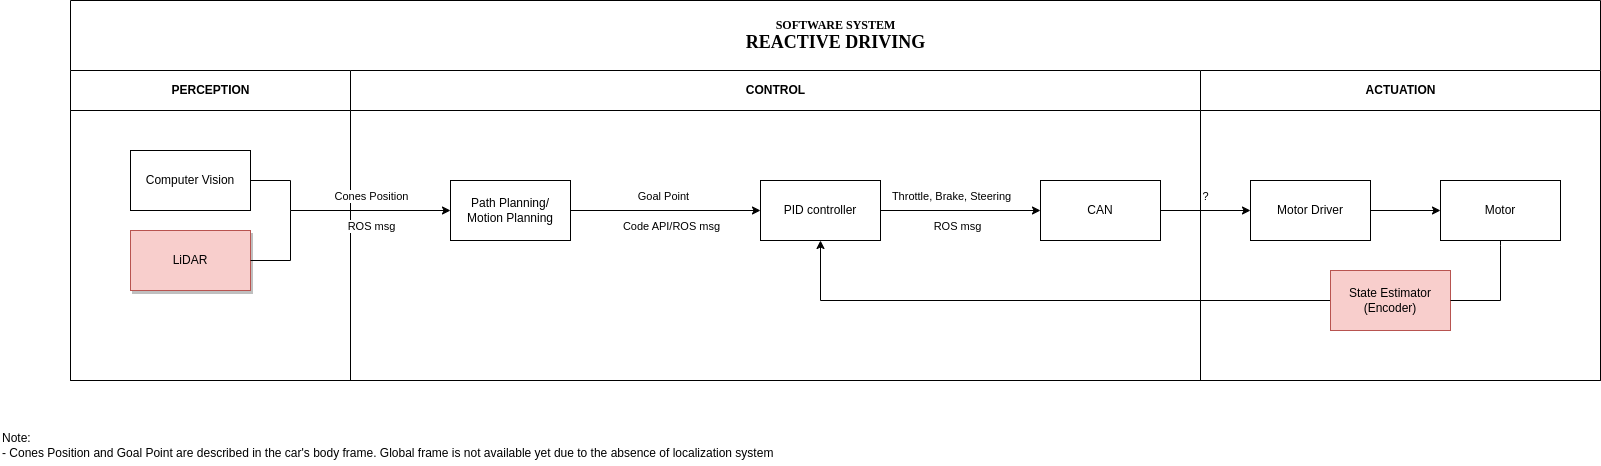 SOFTWARE SYSTEM
REACTIVE DRIVING
PERCEPTION
CONTROL
ACTUATION
Computer Vision
LiDAR
Cones Position
ROS msg
Path Planning/
Motion Planning
Goal Point
Code API/ROS msg
PID controller
Throttle, Brake, Steering
ROS msg
CAN
?
Motor Driver
Motor
State Estimator
(Encoder)
Note:
- Cones Position and Goal Point are described in the car's body frame. Global frame is not available yet due to the absence of localization system